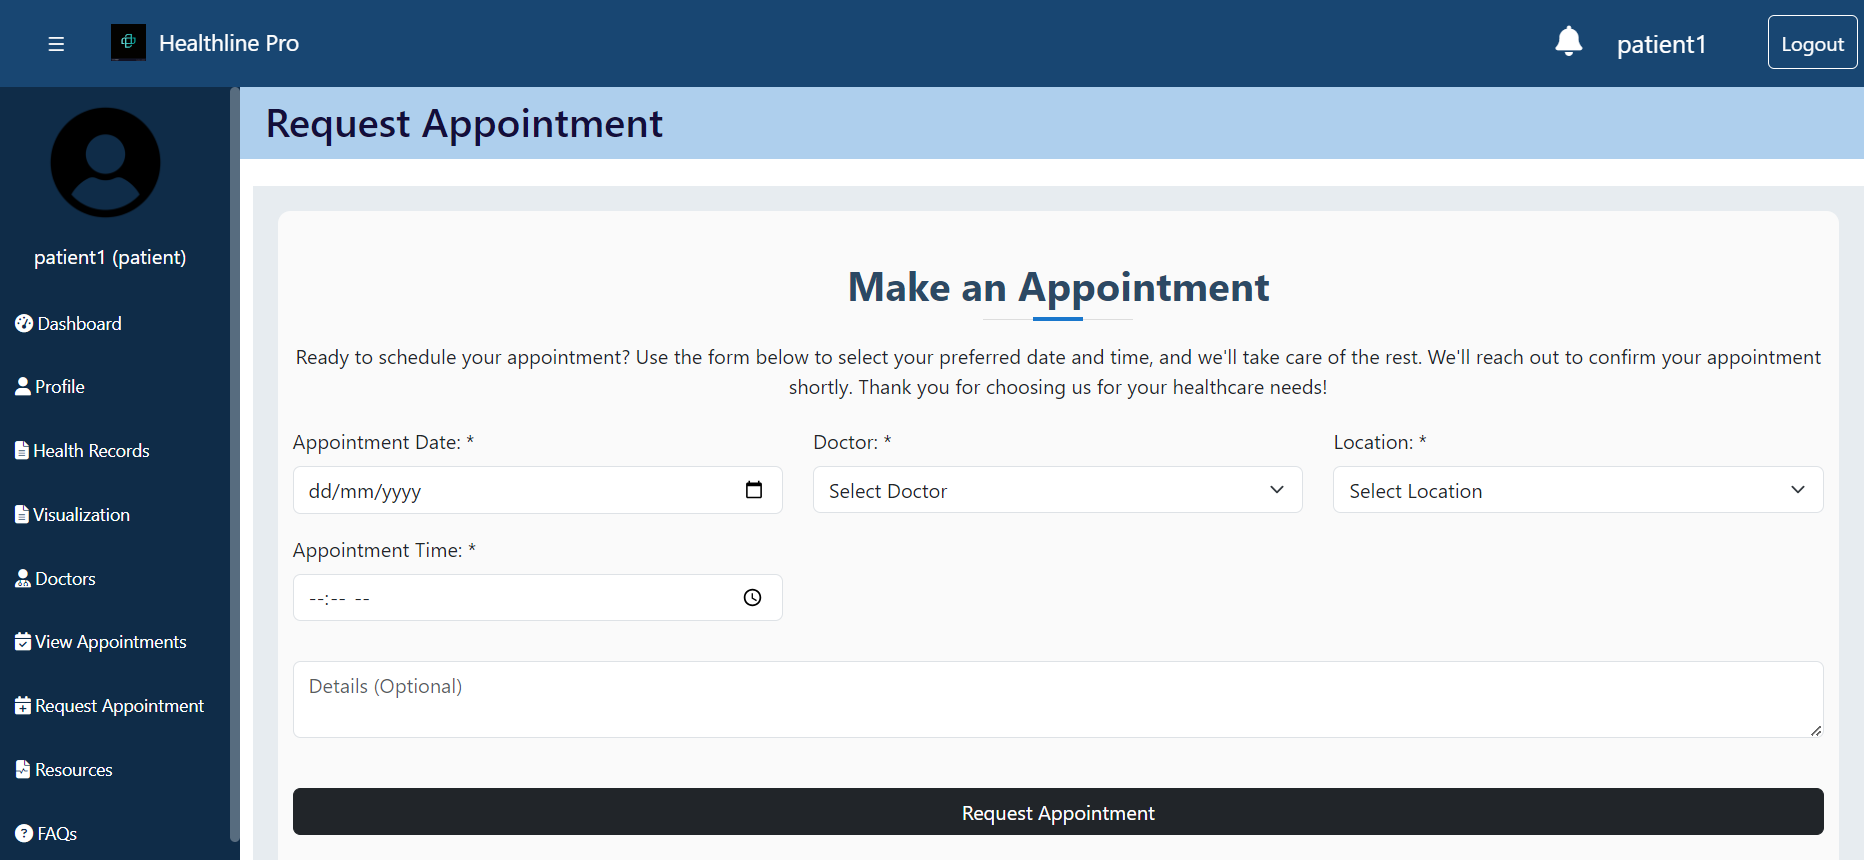 Healthline Pro
patient1
Logout
patient1 (patient)
Dashboard
Profile
Health Records
Visualization
Doctors
View Appointments
Request Appointment
Resources
FAQs
Request Appointment
Make an Appointment
Ready to schedule your appointment? Use the form below to select your preferred date and time, and we'll take care of the rest. We'll reach out to confirm your appointment
shortly. Thank you for choosing us for your healthcare needs!
Appointment Date: *
dd/mm/yyyy
Doctor: *
Select Doctor
Location: *
Select Location
Appointment Time: *
--:-- --
Details (Optional)
Request Appointment